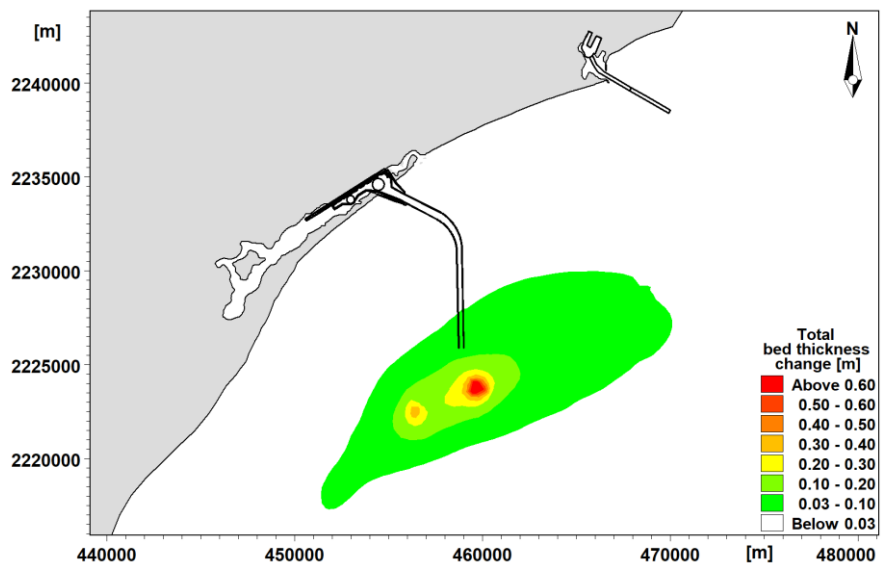 [m]
N
2240000
2235000
2230000
2225000
2220000
Total
bed thickness
change [m]
Above 0.60
0.50 - 0.60
0.40 - 0.50
0.30 - 0.40
0.20 - 0.30
0.10 - 0.20
0.03 - 0.10
Below 0.03
440000 450000 460000 470000 [m] 480000